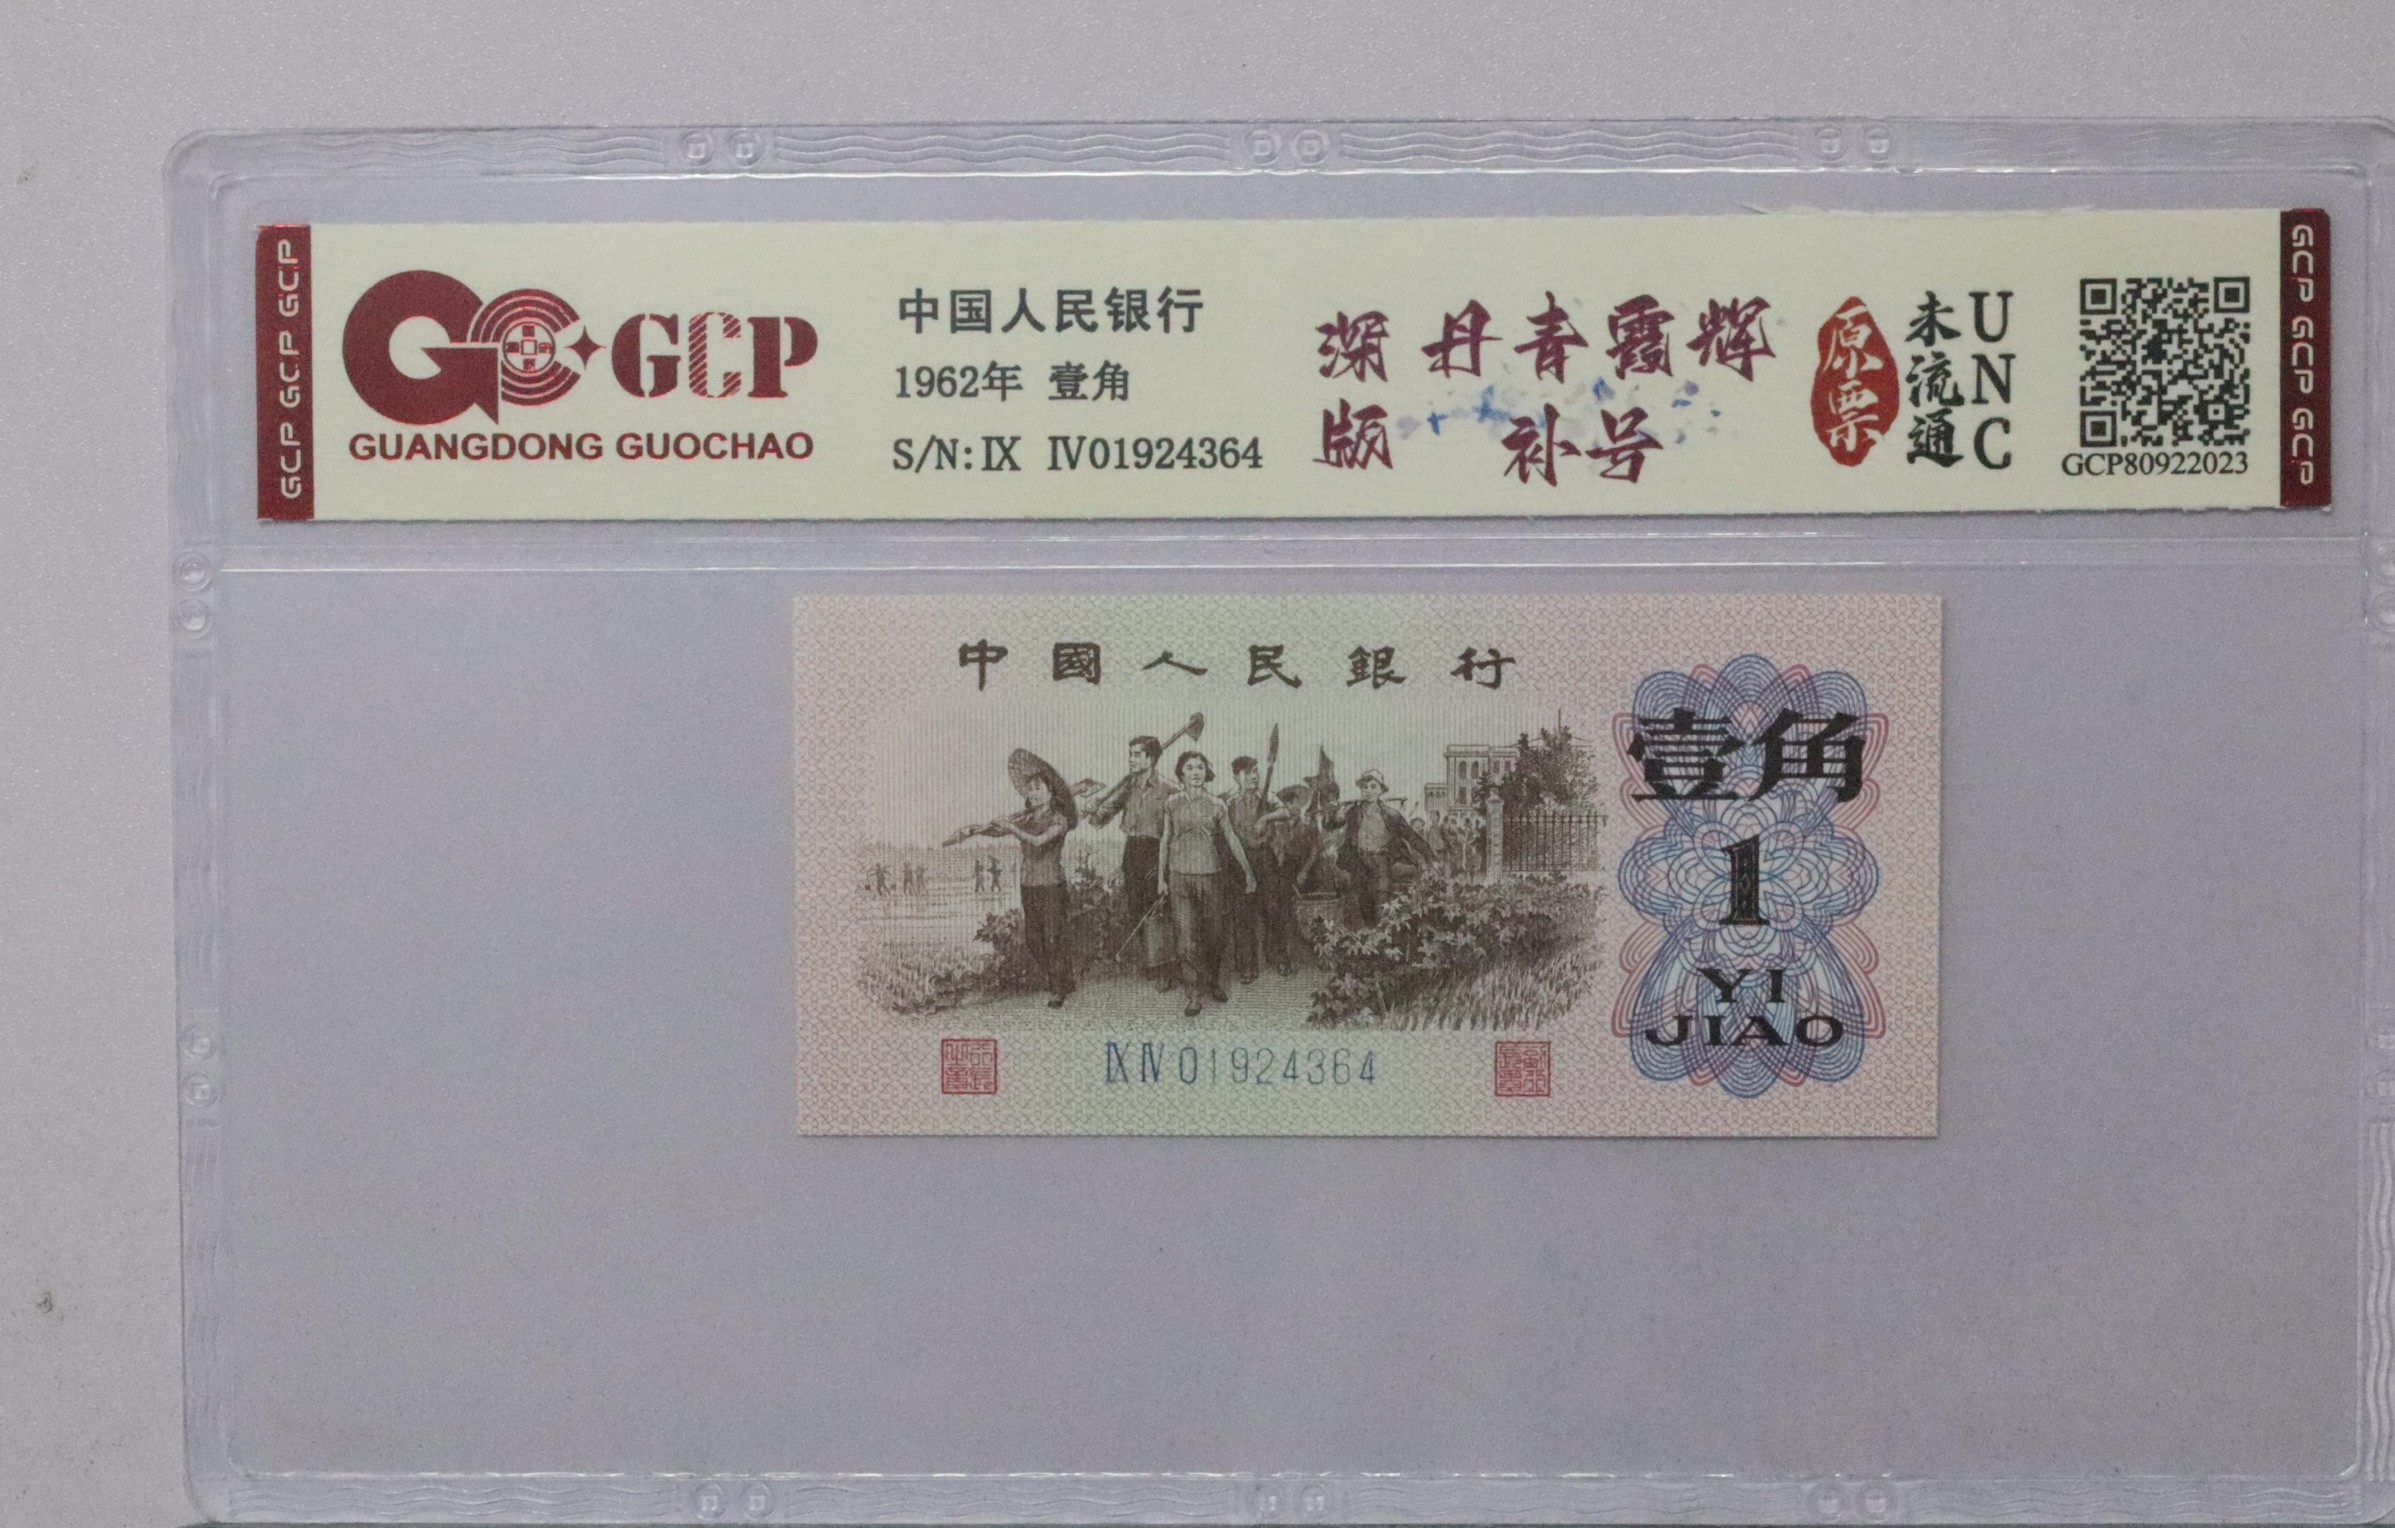 GCP GCP GCP
GCP
GUANGDONG GUOCHAO
中国人民银行
1962年 壹角
S/N:Ⅸ Ⅳ01924364
深丹青霞辉
版 补号
原票
未流通
UNC
GCP80922023
GCP GCP GCP
中國人民銀行
壹角
1
YI
JIAO
ⅨⅣ01924364